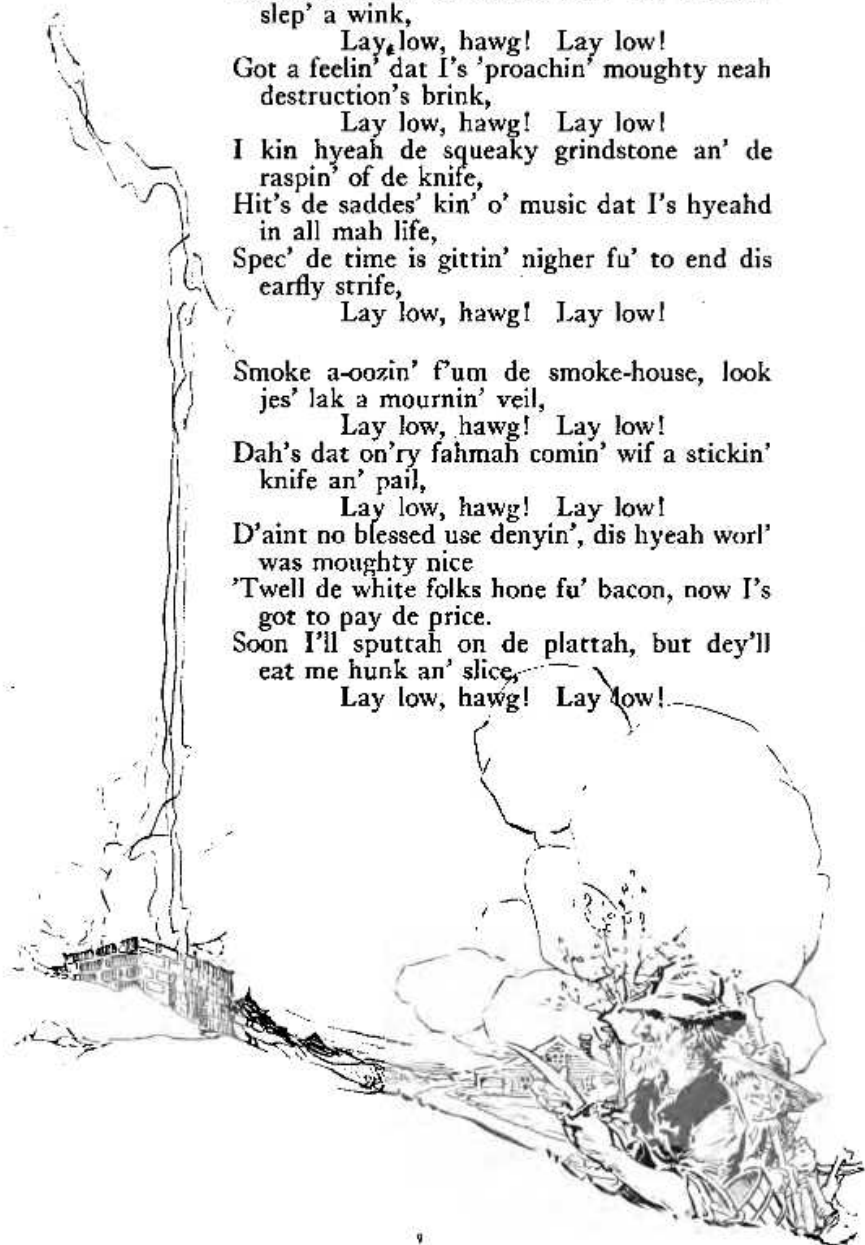 slep' a wink,
Lay low, hawg! Lay low!
Got a feelin' dat I's 'proachin' moughty neah
destruction's brink,
Lay low, hawg! Lay low!
I kin hyeah de squeaky grindstone an' de
raspin' of de knife,
Hit's de saddes' kin' o' music dat I's hyeahd
in all mah life,
Spec' de time is gittin' nigher fu' to end dis
earfly strife,
Lay low, hawg! Lay low!
Smoke a-oozin' f'um de smoke-house, look
jes' lak a mournin' veil,
Lay low, hawg! Lay low!
Dah's dat on'ry fahmah comin' wif a stickin'
knife an' pail,
Lay low, hawg! Lay low!
D'aint no blessed use denyin', dis hyeah worl'
was moughty nice
'Twell de white folks hone fu' bacon, now I's
got to pay de price.
Soon I'll sputtah on de plattah, but dey'll
eat me hunk an' slice,
Lay low, hawg! Lay low!
9